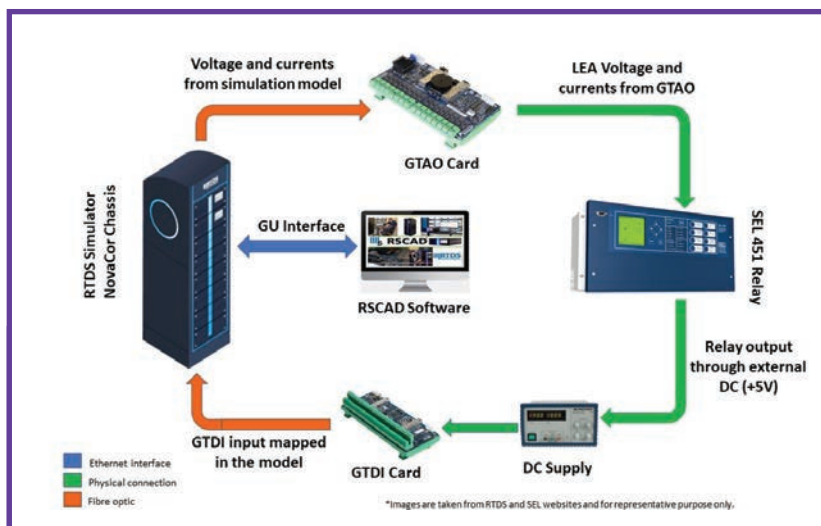 Voltage and currents
from simulation model
LEA Voltage and
currents from GTAO
GTAO Card
RTDS Simulator
NovaCor Chassis
GU Interface
RSCAD
RTDS
RSCAD Software
SEL 451 Relay
Relay output
through external
DC (+5V)
GTDI input mapped
in the model
GTDI Card
DC Supply
Ethernet interface
Physical connection
Fibre optic
*Images are taken from RTDS and SEL websites and for representative purpose only.